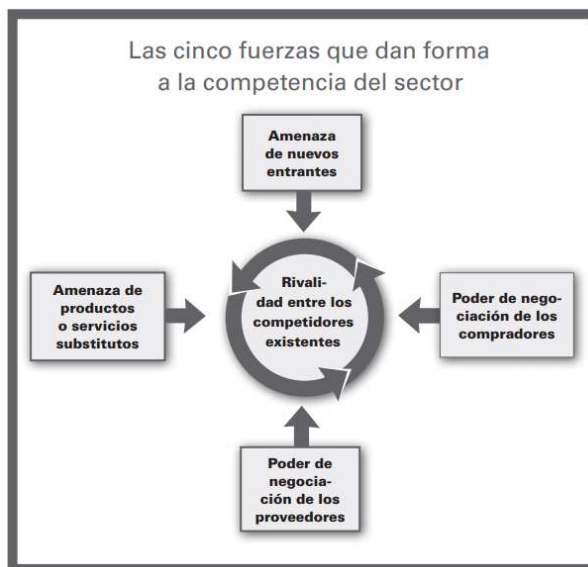 Las cinco fuerzas que dan forma
a la competencia del sector
Amenaza
de nuevos
entrantes
Amenaza de
productos
o servicios
substitutos
Rivali-
dad entre los
competidores
existentes
Poder de nego-
ciación de los
compradores
Poder de
negocia-
ción de los
proveedores